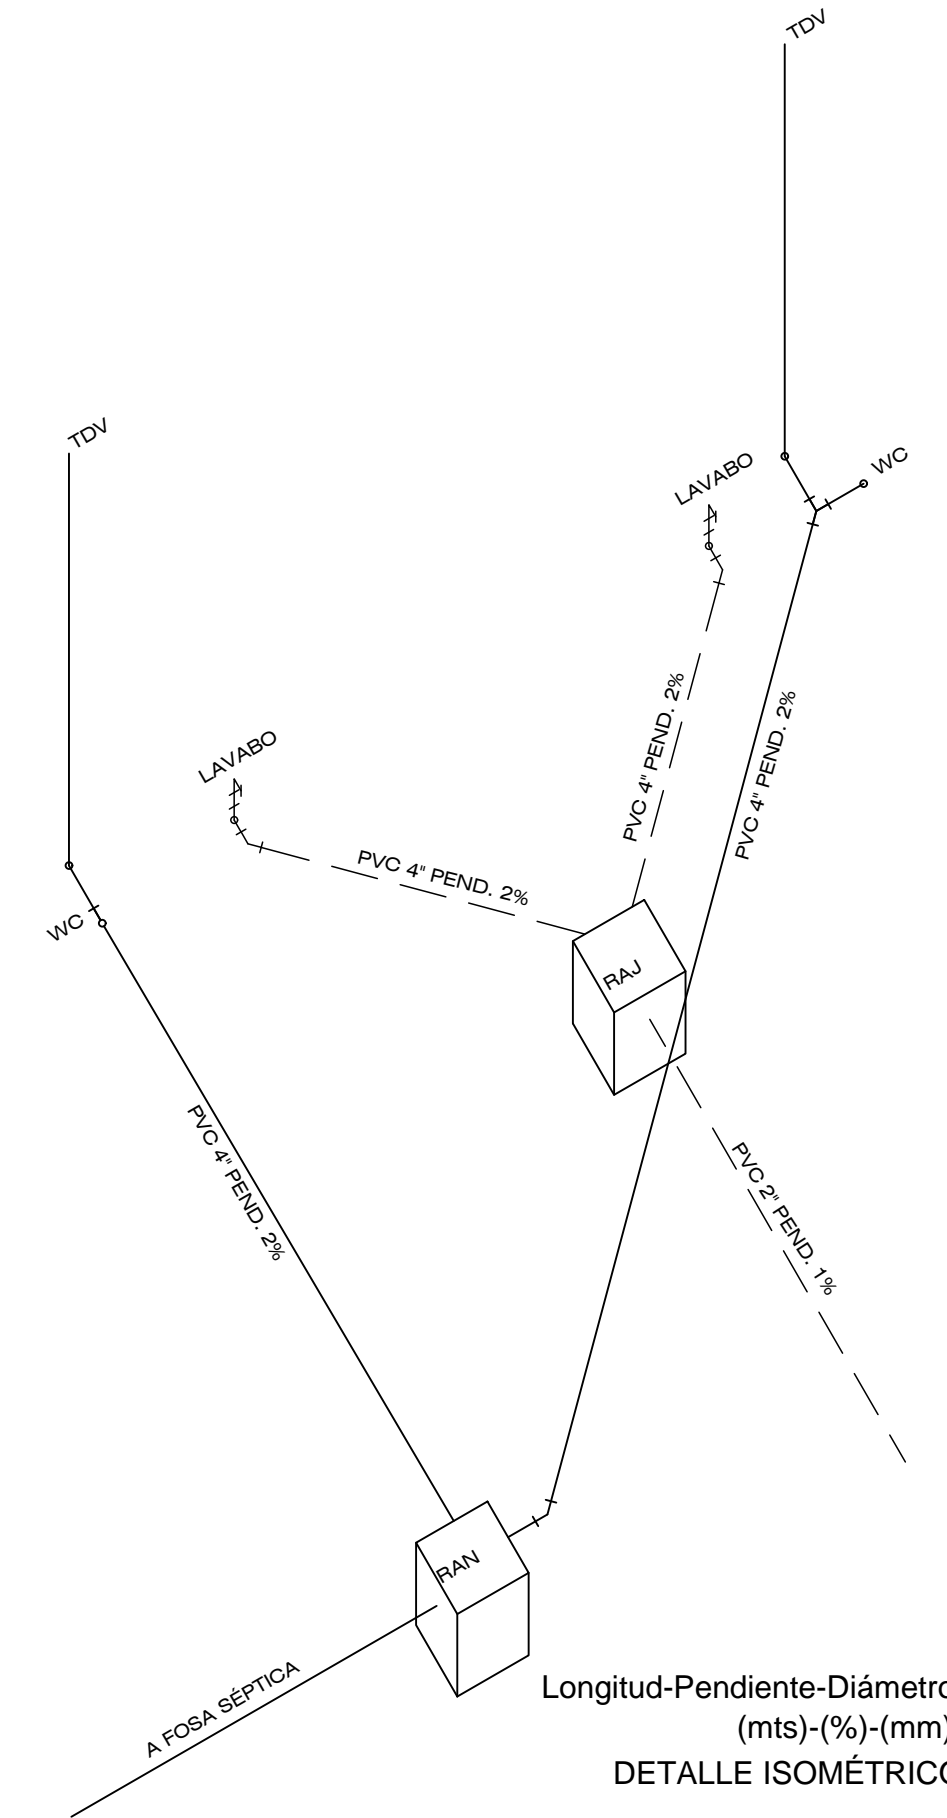 TDV
TDV
WC
LAVABO
PVC 4" PEND. 2%
PVC 4" PEND. 2%
LAVABO
PVC 4" PEND. 2%
WC
RAJ
PVC 4" PEND. 2%
PVC 2" PEND. 1%
RAN
A FOSA SÉPTICA
Longitud-Pendiente-Diámetro
(mts)-(%)-(mm)
DETALLE ISOMÉTRICO